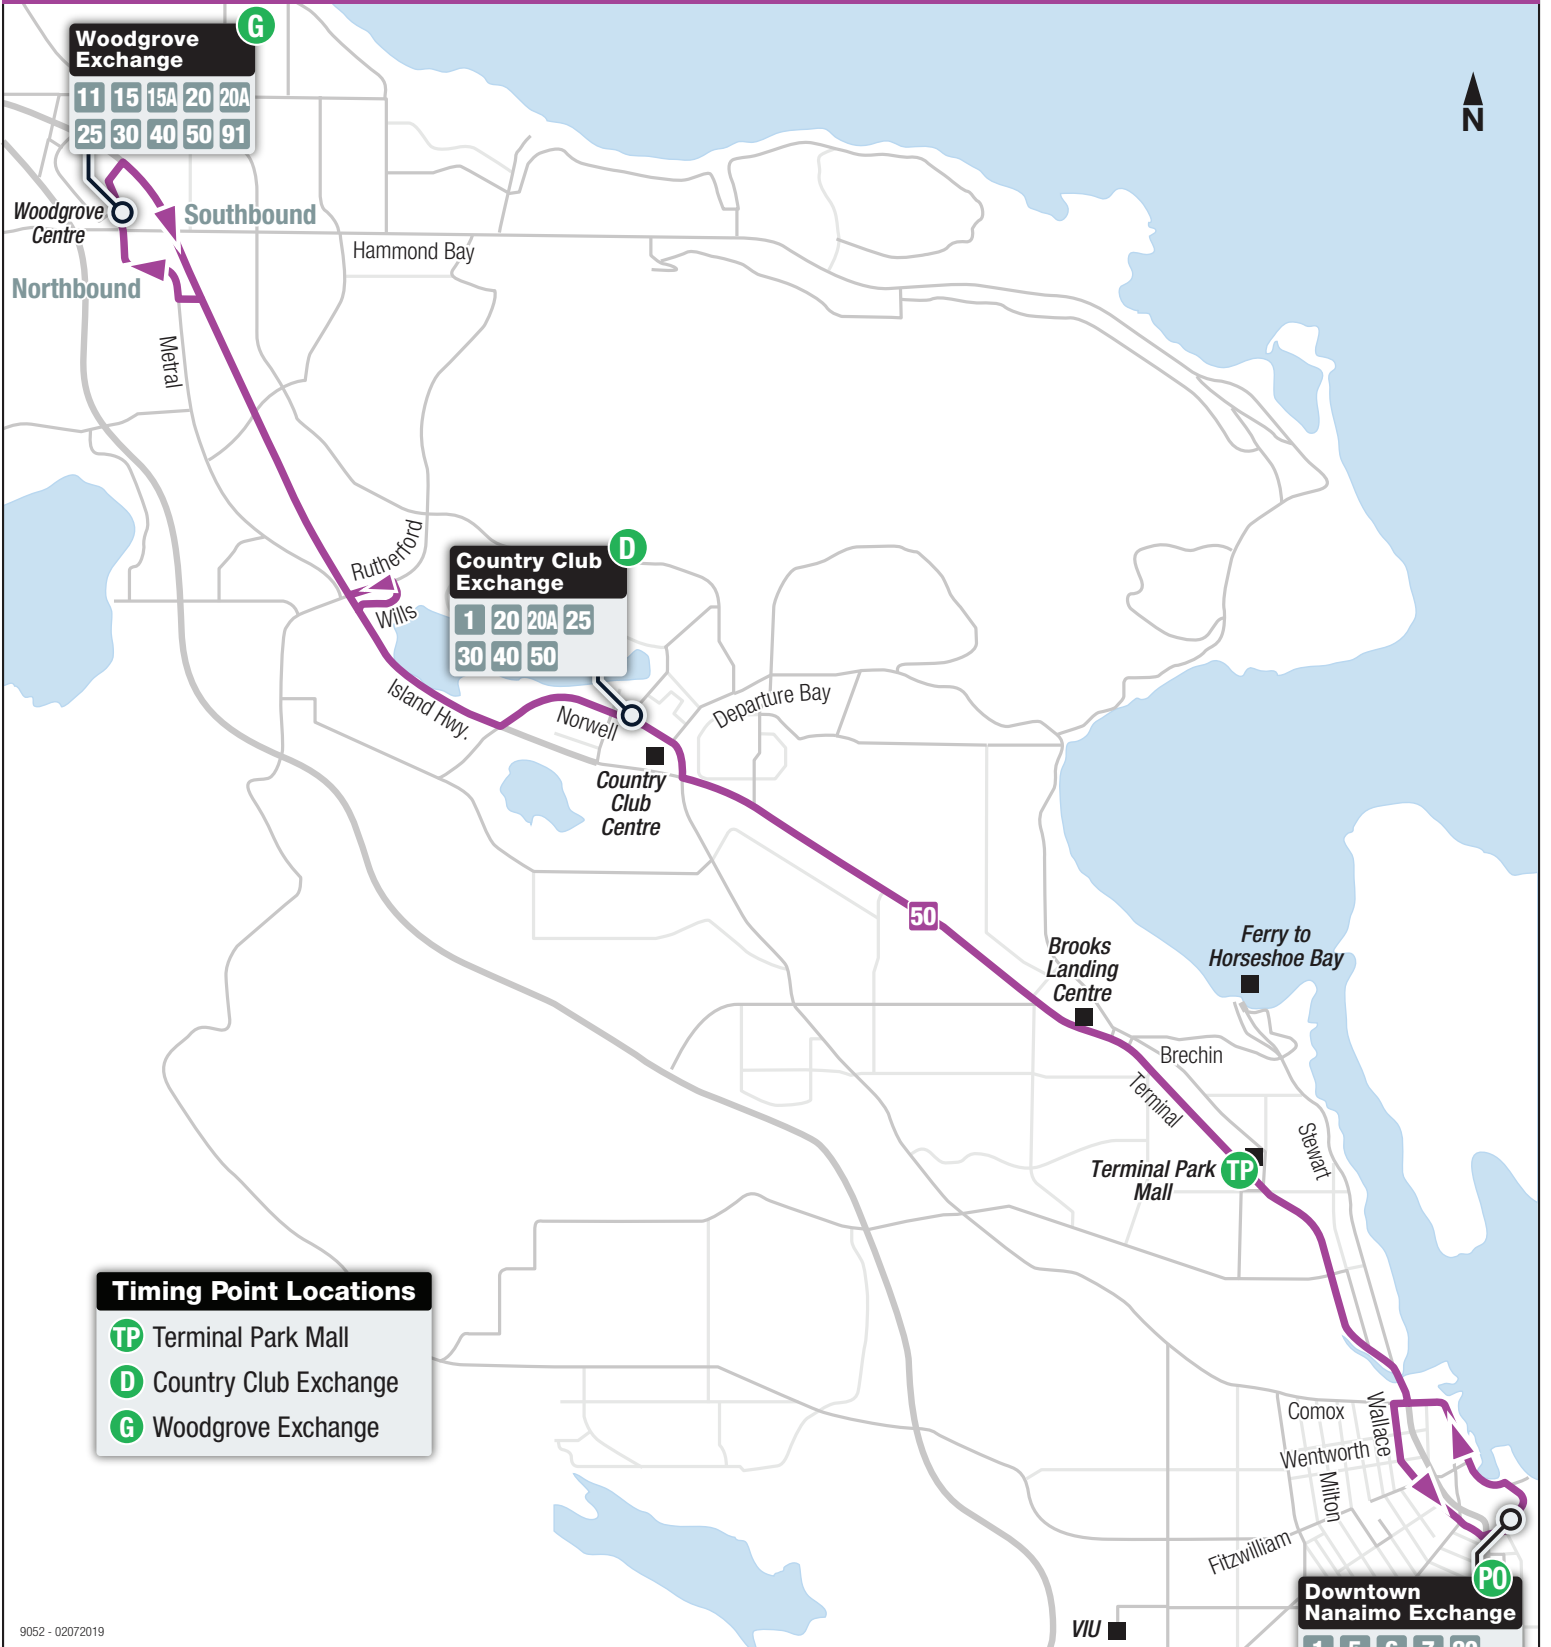 G
Woodgrove
Exchange
11 15 15A 20 20A
25 30 40 50 91
N
Woodgrove
Centre
Southbound
Hammond Bay
Northbound
Metral
Rutherford
Wills
D
Country Club
Exchange
1 20 20A 25
30 40 50
Island Hwy.
Norwell
Departure Bay
Country
Club
Centre
50
Brooks
Landing
Centre
Ferry to
Horseshoe Bay
Brechin
Terminal
Stewart
Terminal Park
Mall
TP
Timing Point Locations
TP Terminal Park Mall
D Country Club Exchange
G Woodgrove Exchange
Comox
Wallace
Wentworth
Milton
Fitzwilliam
PO
Downtown
Nanaimo Exchange
1 5 6 7
VIU
9052 - 02072019